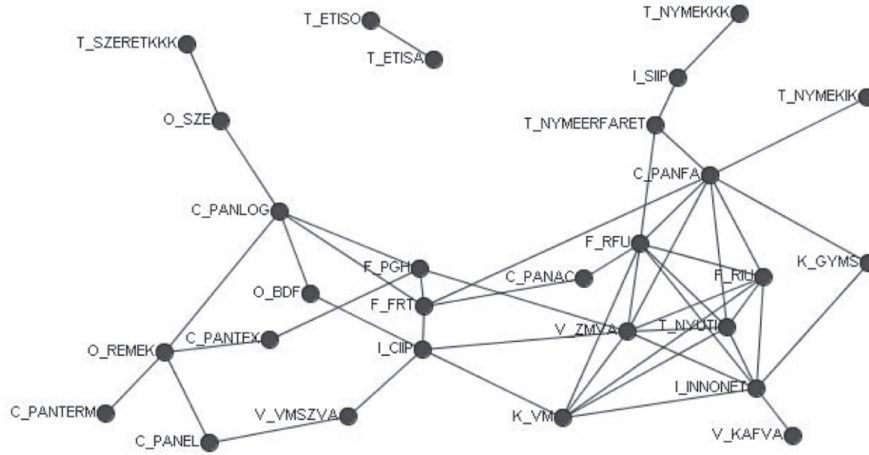 T_NYMEKKK
T_ETISO
T_SZERETKKK
T_ETISA
I_SIIP
T_NYMEKIK
O_SZE
T_NYMEERFARET
C_PANFA
C_PANLOG
F_RFU
K_GYMS
F_PGH
C_PANAC
F_RIU
O_BDF
F_FRT
V_ZMVA
T_NYUTI
C_PANTEX
O_REMEK
I_CIIP
I_INNONET
C_PANTERM
V_VMSZVA
K_VM
C_PANEL
V_KAFVA